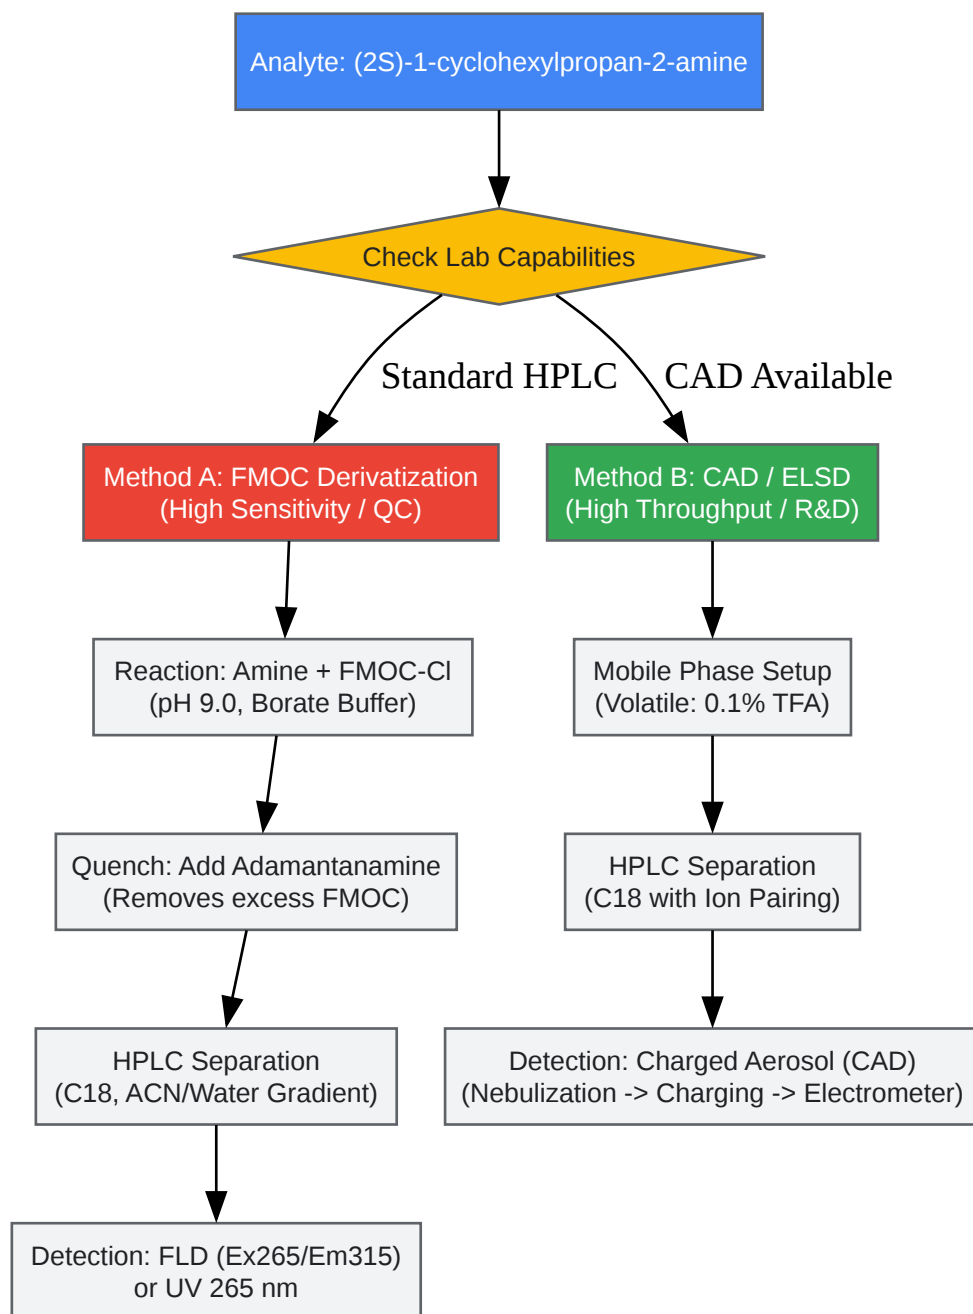 Analyte: (2S)-1-cyclohexylpropan-2-amine
Check Lab Capabilities
Standard HPLC
CAD Available
Method A: FMOC Derivatization
(High Sensitivity / QC)
Method B: CAD / ELSD
(High Throughput / R&D)
Reaction: Amine + FMOC-Cl
(pH 9.0, Borate Buffer)
Mobile Phase Setup
(Volatile: 0.1% TFA)
Quench: Add Adamantanamine
(Removes excess FMOC)
HPLC Separation
(C18 with Ion Pairing)
HPLC Separation
(C18, ACN/Water Gradient)
Detection: Charged Aerosol (CAD)
(Nebulization -> Charging -> Electrometer)
Detection: FLD (Ex265/Em315)
or UV 265 nm